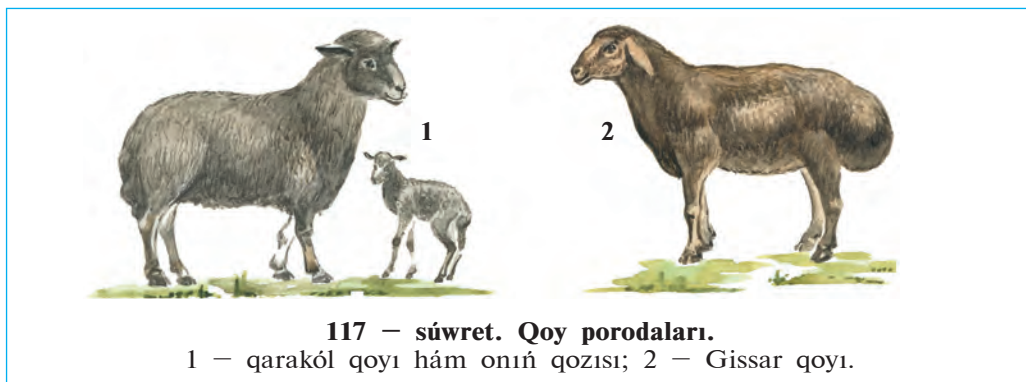 1
2
117 — súwret. Qoy porodaları.
1 — qarakól qoyı hám onıń qozısı; 2 — Gissar qoyı.